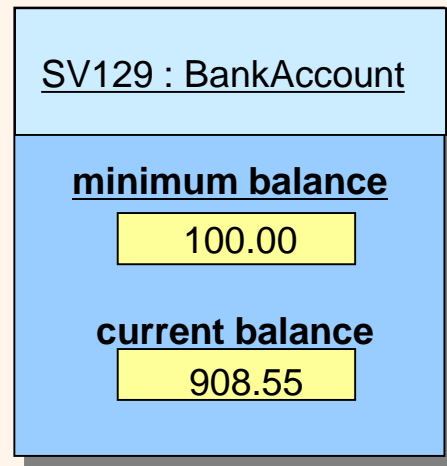 SV129 : BankAccount
minimum balance
100.00
current balance
908.55